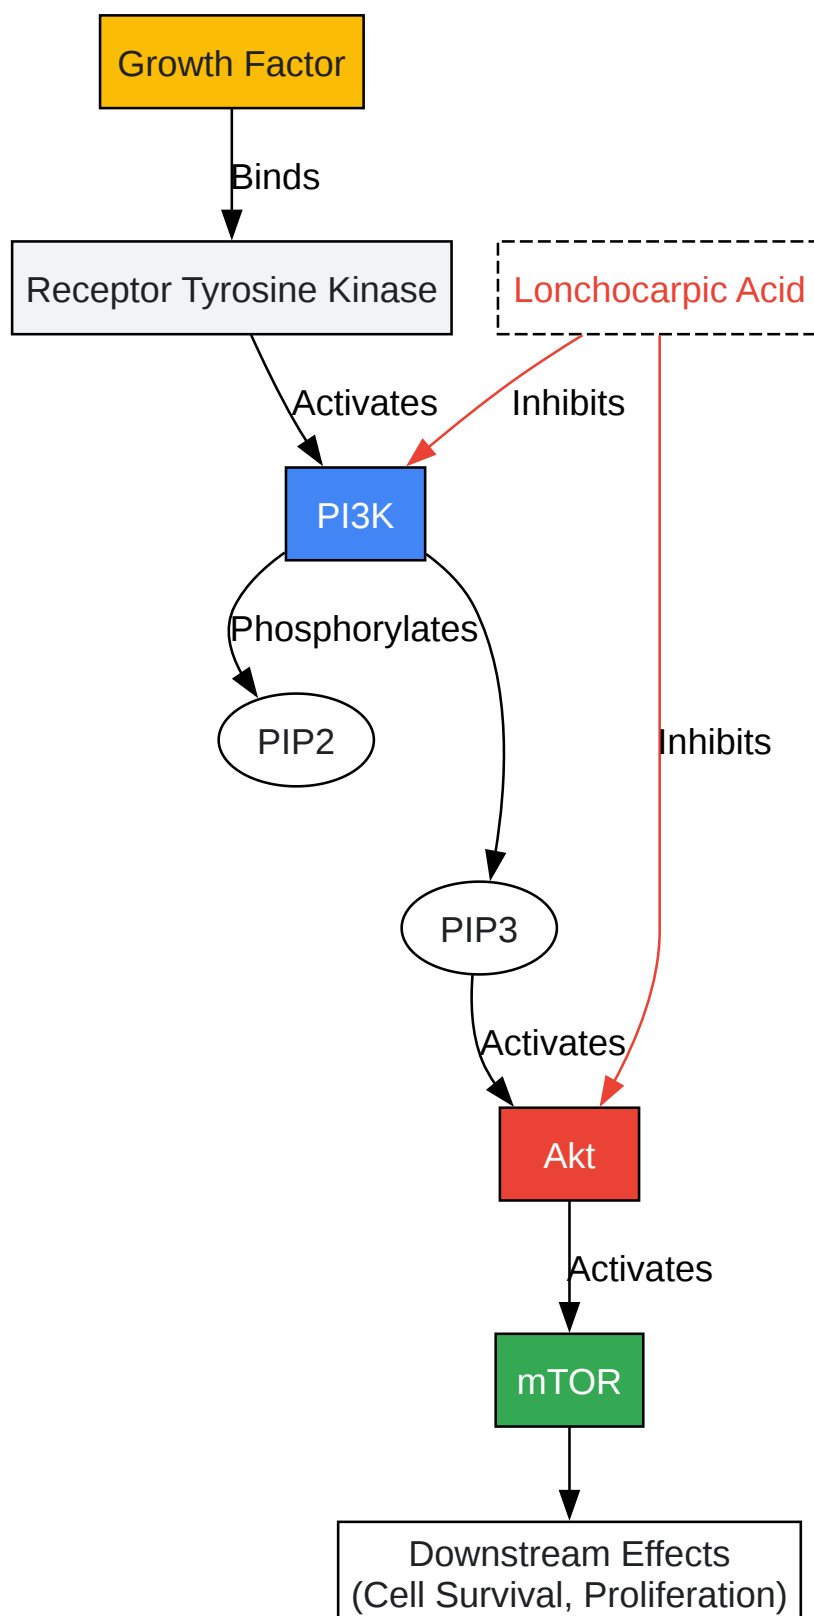 Growth Factor
Binds
Receptor Tyrosine Kinase
Lonchocarpic Acid
Activates
Inhibits
PI3K
Phosphorylates
PIP2
Inhibits
PIP3
Activates
Akt
Activates
mTOR
Downstream Effects
(Cell Survival, Proliferation)